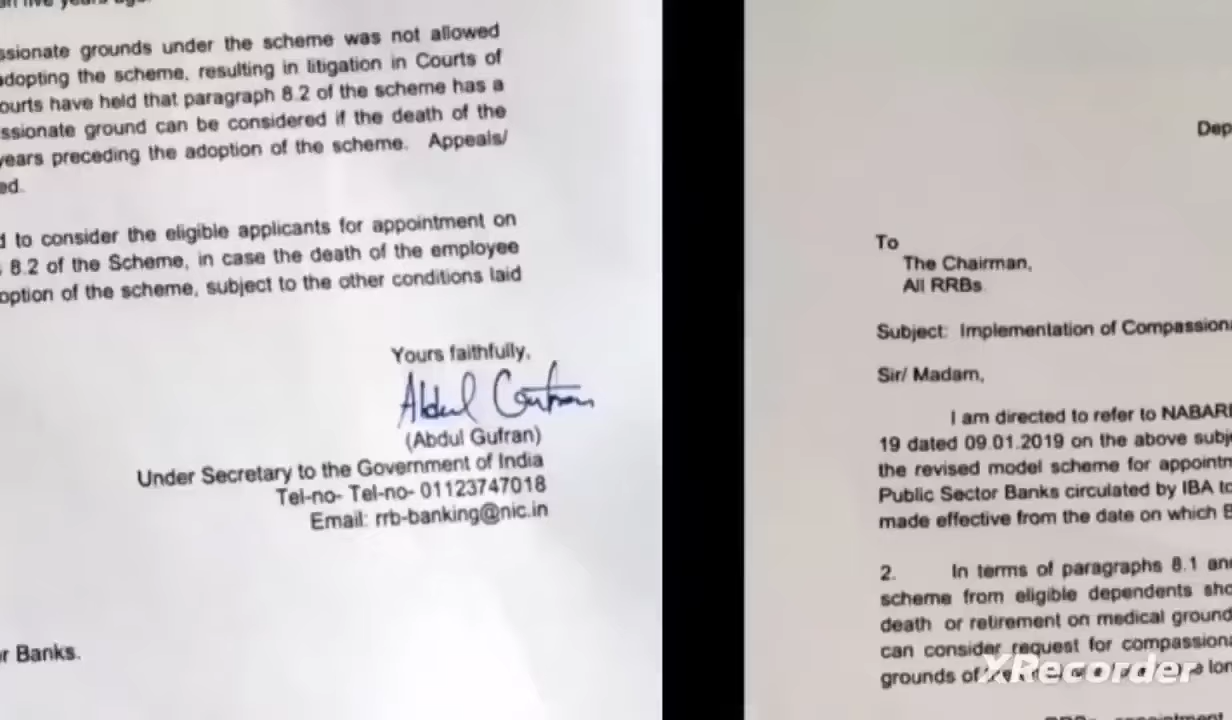 ssionate grounds under the scheme was not allowed
adopting the scheme, resulting in litigation in Courts of
ourts have held that paragraph 8.2 of the scheme has a
ssionate ground can be considered if the death of the
years preceding the adoption of the scheme. Appeals/
ed.
d to consider the eligible applicants for appointment on
8.2 of the Scheme, in case the death of the employee
option of the scheme, subject to the other conditions laid
Yours faithfully,
Abdul Gufran
(Abdul Gufran)
Under Secretary to the Government of India
Tel-no- Tel-no- 01123747018
Email: rrb-banking@nic.in
r Banks.
Dep
To
The Chairman,
All RRBs
Subject: Implementation of Compassion
Sir/ Madam,
I am directed to refer to NABAR
19 dated 09.01.2019 on the above subj
the revised model scheme for appointm
Public Sector Banks circulated by IBA to
made effective from the date on which B
2. In terms of paragraphs 8.1 an
scheme from eligible dependents sho
death or retirement on medical ground
can consider request for compassiona
grounds of
lon
XRecorder
appointment